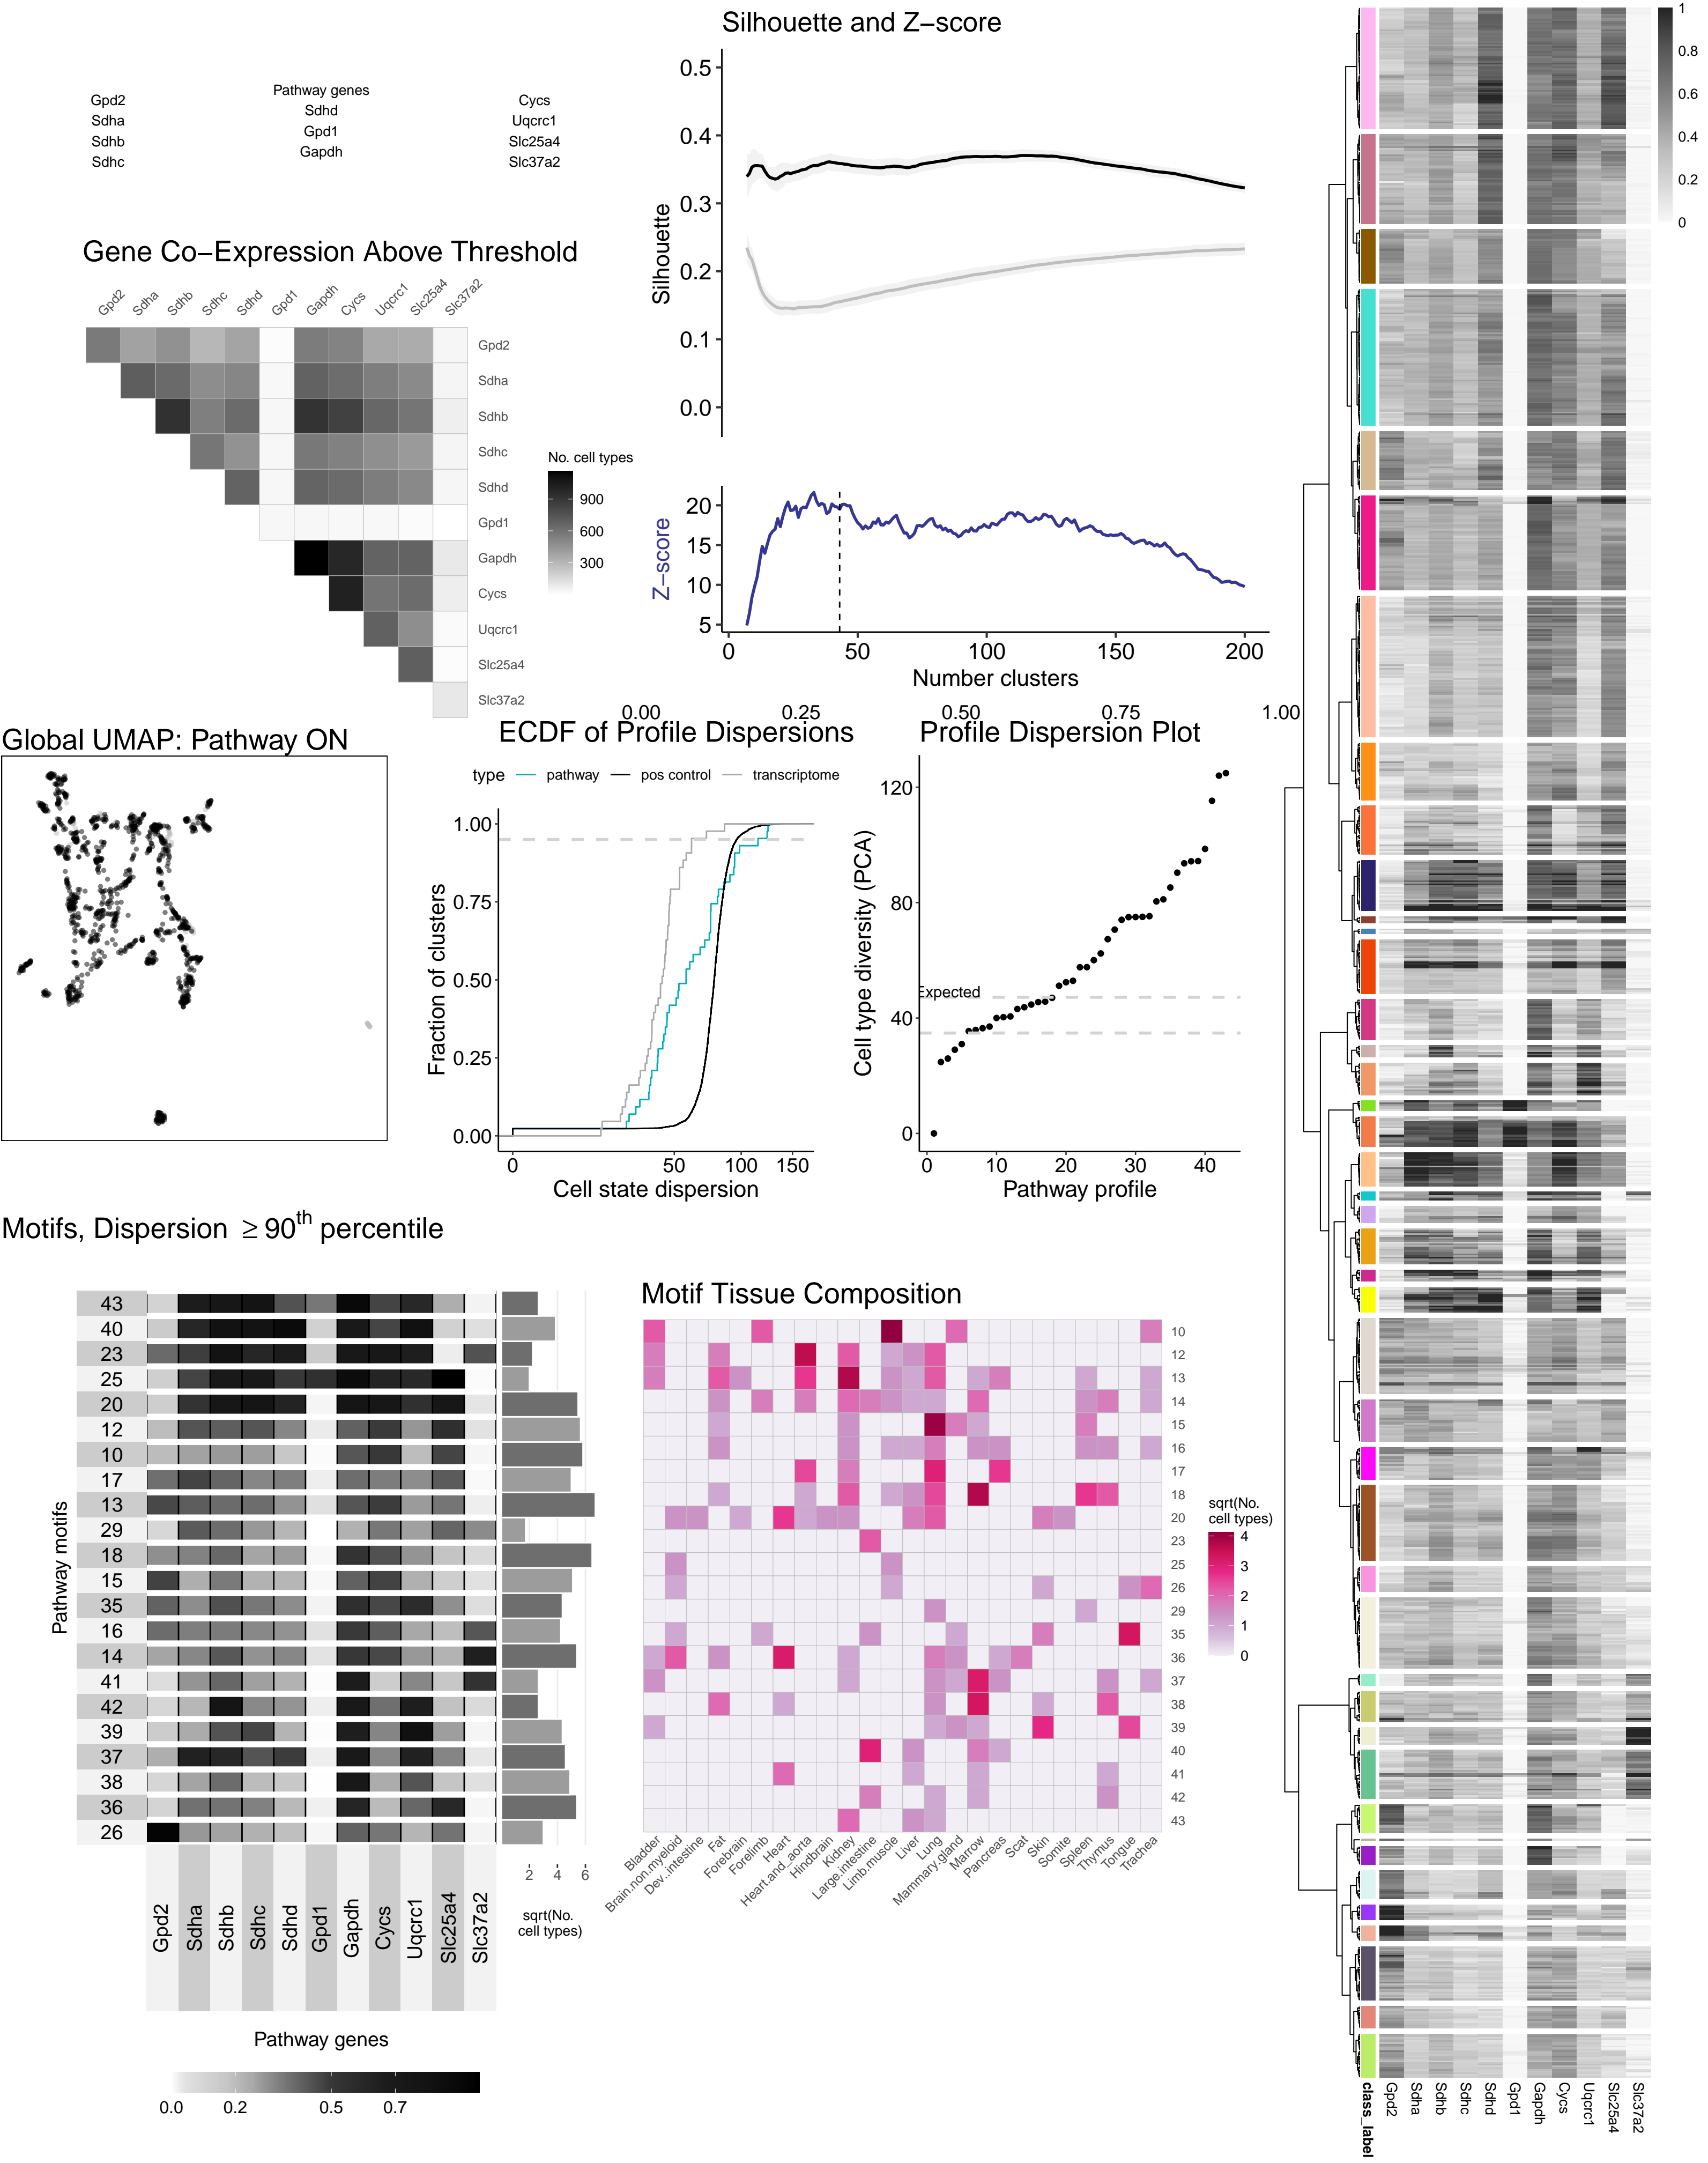 Pathway genes
Gpd2
Sdha
Sdhb
Sdhc
Sdhd
Gpd1
Gapdh
Cycs
Uqcrc1
Slc25a4
Slc37a2
Silhouette and Z−score
0.5
0.4
0.3
0.2
0.1
0.0
Silhouette
20
15
10
5
Z−score
0 50 100 150 200
Number clusters
Gene Co−Expression Above Threshold
Gpd2 Sdha Sdhb Sdhc Sdhd Gpd1 Gapdh Cycs Uqcrc1 Slc25a4 Slc37a2
Gpd2
Sdha
Sdhb
Sdhc
Sdhd
Gpd1
Gapdh
Cycs
Uqcrc1
Slc25a4
Slc37a2
No. cell types
900
600
300
0.00 0.25 0.50 0.75 1.00
Global UMAP: Pathway ON
ECDF of Profile Dispersions
type pathway pos control transcriptome
1.00
0.75
0.50
0.25
0.00
Fraction of clusters
0 50 100 150
Cell state dispersion
Profile Dispersion Plot
120
80
40
0
Cell type diversity (PCA)
Expected
0 10 20 30 40
Pathway profile
Motifs, Dispersion ≥ 90th percentile
Pathway motifs
43
40
23
25
20
12
10
17
13
29
18
15
35
16
14
41
42
39
37
38
36
26
Gpd2 Sdha Sdhb Sdhc Sdhd Gpd1 Gapdh Cycs Uqcrc1 Slc25a4 Slc37a2
2 4 6
sqrt(No.
cell types)
Pathway genes
0.0 0.2 0.5 0.7
Motif Tissue Composition
10
12
13
14
15
16
17
18
20
23
25
26
29
35
36
37
38
39
40
41
42
43
Bladder Brain.non.myeloid Dev..intestine Fat Forebrain Forelimb Heart Heart.and_aorta Hindbrain Kidney Large.intestine Limb.muscle Liver Lung Mammary.gland Marrow Pancreas Scat Skin Somite Spleen Thymus Tongue Trachea
sqrt(No.
cell types)
4
3
2
1
0
1
0.8
0.6
0.4
0.2
0
class_label Gpd2 Sdha Sdhb Sdhc Sdhd Gpd1 Gapdh Cycs Uqcrc1 Slc25a4 Slc37a2